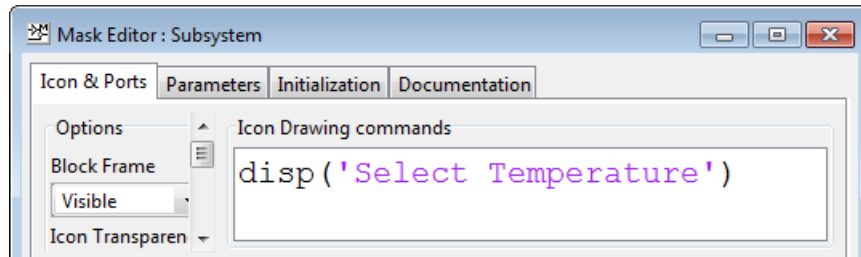 Mask Editor : Subsystem
Icon & Ports Parameters Initialization Documentation
Options
Icon Drawing commands
Block Frame
disp('Select Temperature')
Visible
Icon Transparen